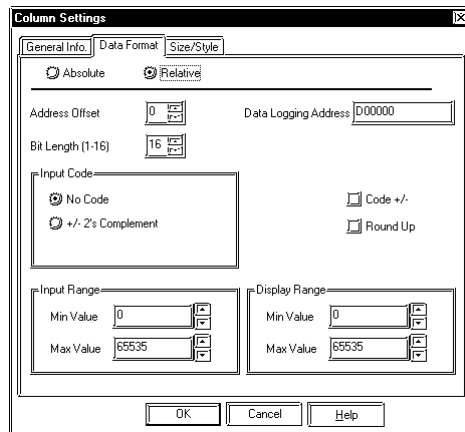 Column Settings
General Info. Data Format Size/Style
Absolute Relative
Address Offset 0 Data Logging Address D00000
Bit Length (1-16) 16
Input Code
No Code Code +/-
+/- 2's Complement Round Up
Input Range Display Range
Min Value 0 Min Value 0
Max Value 65535 Max Value 65535
OK Cancel Help